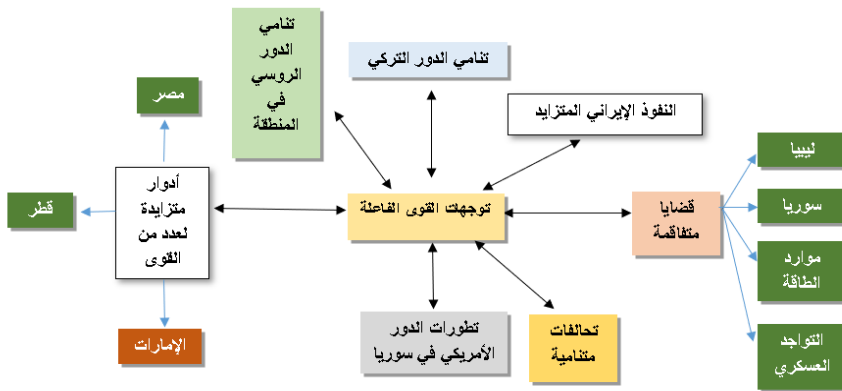 تنامي
الدور
الروسي
في
المنطقة
تنامي الدور التركي
النفوذ الإيراني المتزايد
مصر
قطر
أدوار
متزايدة
لعدد من
القوى
الإمارات
توجهات القوى الفاعلة
قضايا
متفاقمة
ليبيا
سوريا
موارد
الطاقة
التواجد
العسكري
تطورات الدور
الأمريكي في سوريا
تحالفات
متنامية